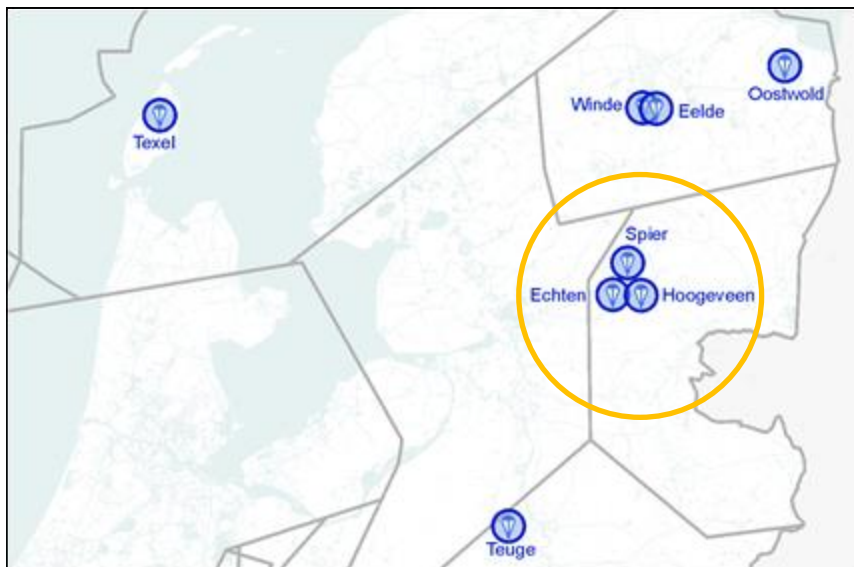 Oostwold
Winde
Eelde
Texel
Spier
Echten
Hoogeveen
Teuge